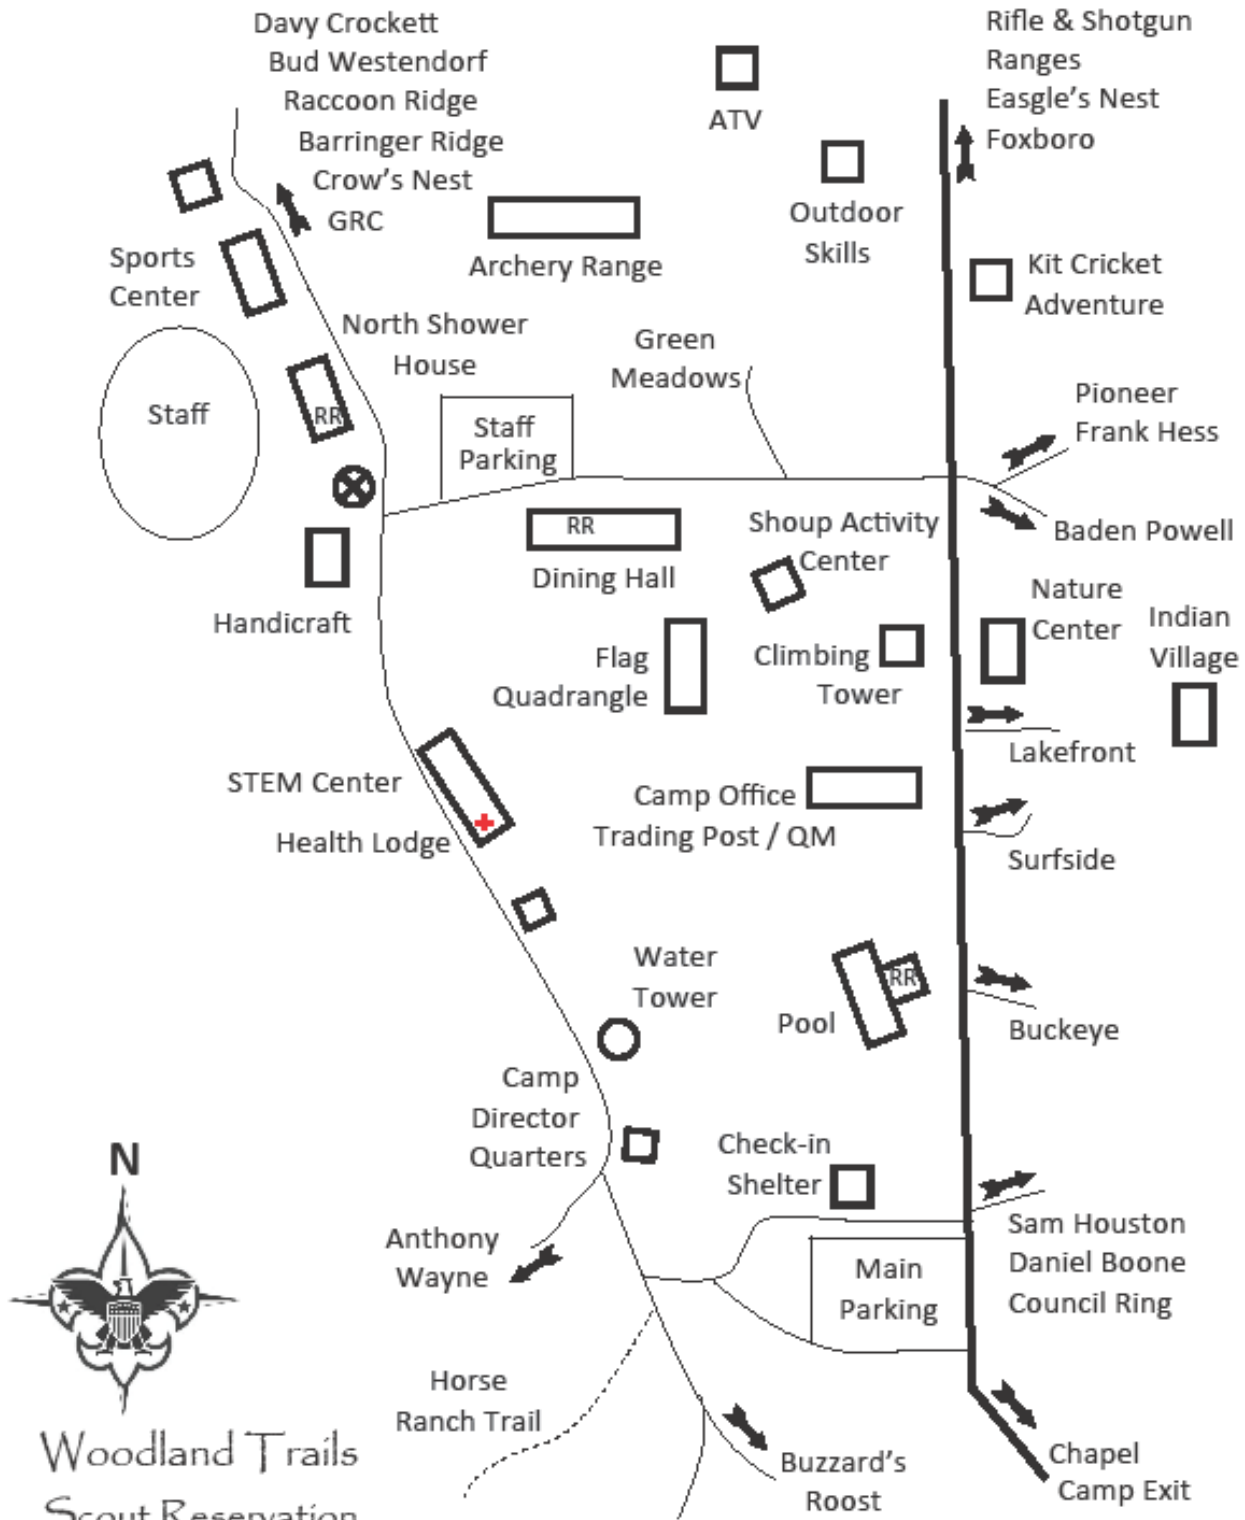 Davy Crockett
Bud Westendorf
Raccoon Ridge
Barringer Ridge
Crow's Nest
GRC
ATV
Rifle & Shotgun
Ranges
Easgle's Nest
Foxboro
Outdoor
Skills
Archery Range
Sports
Center
Kit Cricket
Adventure
North Shower
House
Green
Meadows
Staff
RR
Staff
Parking
Pioneer
Frank Hess
RR
Dining Hall
Shoup Activity
Center
Baden Powell
Handicraft
Nature
Center
Indian
Village
Flag
Quadrangle
Climbing
Tower
Lakefront
STEM Center
Health Lodge
Camp Office
Trading Post / QM
Surfside
Water
Tower
RR
Pool
Buckeye
Camp
Director
Quarters
Check-in
Shelter
N
Anthony
Wayne
Main
Parking
Sam Houston
Daniel Boone
Council Ring
Horse
Ranch Trail
Buzzard's
Roost
Chapel
Camp Exit
Woodland Trails
Scout Reservation